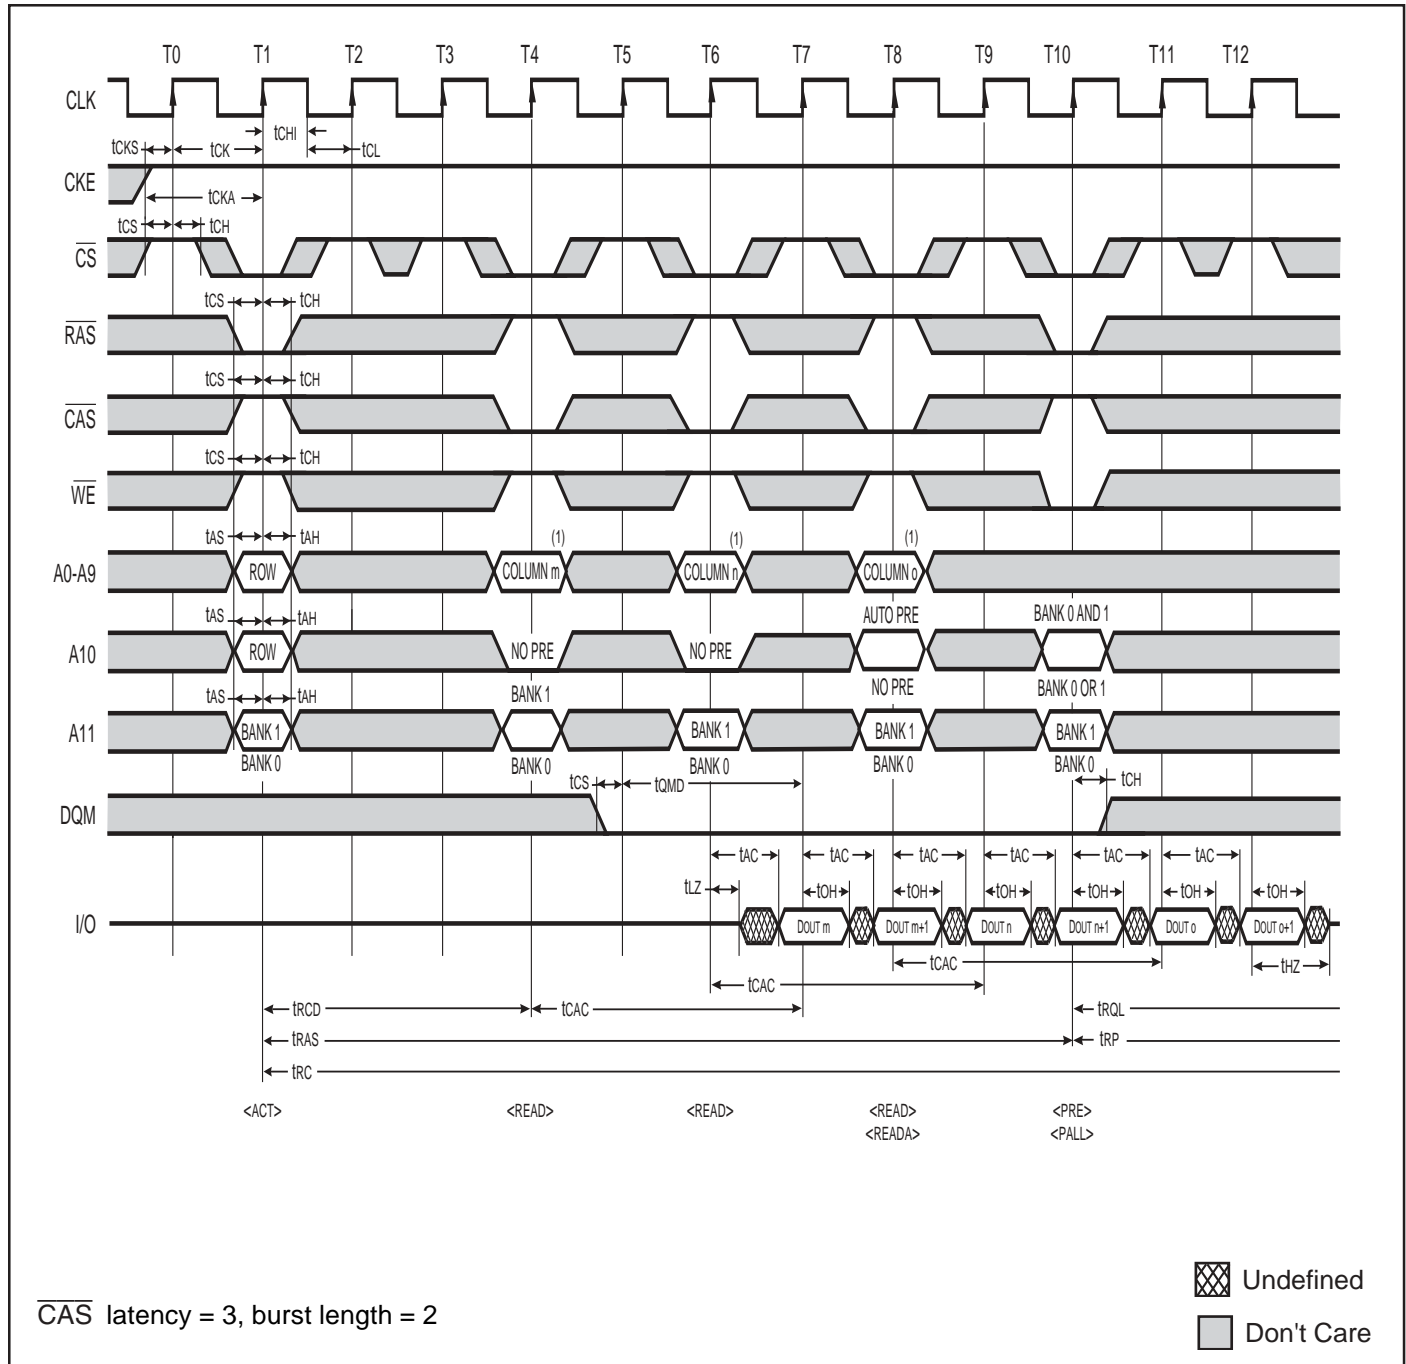 T0 T1 T2 T3 T4 T5 T6 T7 T8 T9 T10 T11 T12
CLK
tCHI
tCKS tCK tCL
CKE
tCKA
tCS tCH
CS
tCS tCH
RAS
tCS tCH
CAS
tCS tCH
WE
tAS tAH (1) (1) (1)
A0-A9 ROW COLUMN m COLUMN n COLUMN o
tAS tAH AUTO PRE BANK 0 AND 1
A10 ROW NO PRE NO PRE
tAS tAH BANK 1 NO PRE BANK 0 OR 1
A11 BANK 1 BANK 1 BANK 1 BANK 1
BANK 0 BANK 0 BANK 0 BANK 0 BANK 0
tCS tQMD tCH
DQM
tAC tAC tAC tAC tAC tAC
tLZ tOH tOH tOH tOH tOH tOH
I/O DOUT m DOUT m+1 DOUT n DOUT n+1 DOUT o DOUT o+1
tCAC tHZ
tCAC
tRCD tCAC tRQL
tRAS tRP
tRC
<ACT> <READ> <READ> <READ> <PRE>
<READA> <PALL>
Undefined
CAS latency = 3, burst length = 2
Don't Care